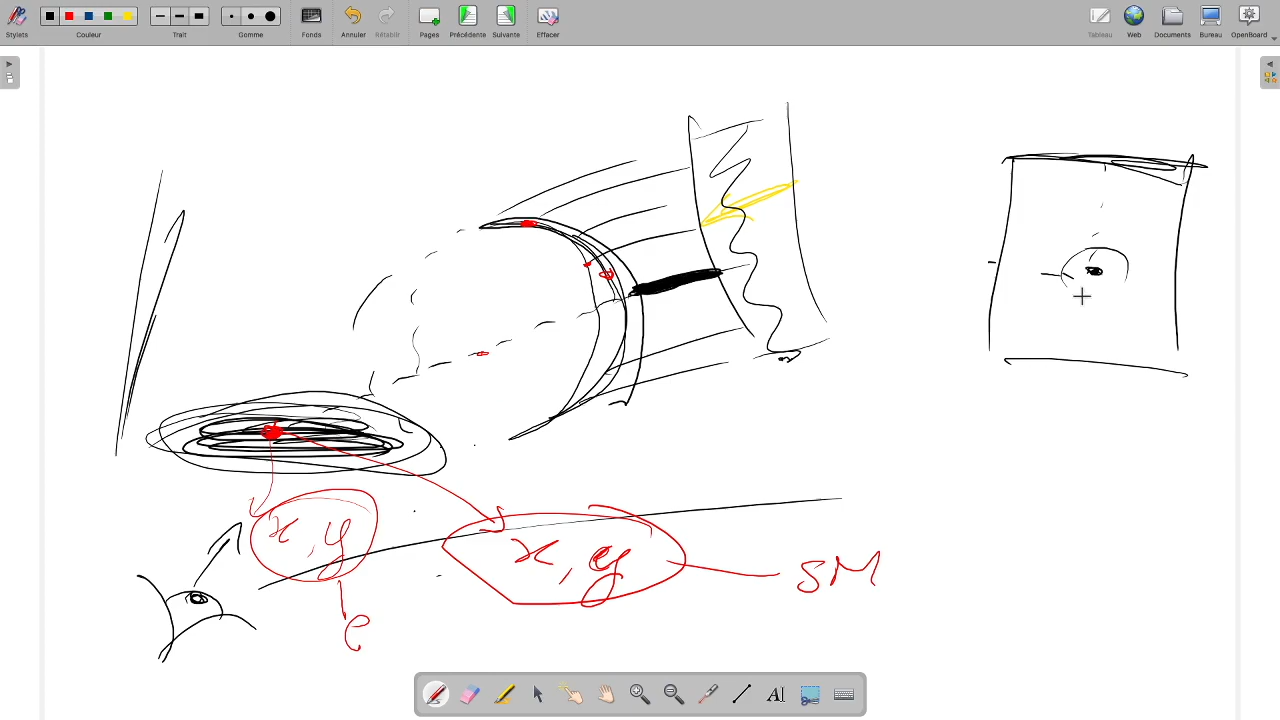 Stylets Couleur Trait Gomme Fonds Annuler Rétablir Pages Précédente Suivante Effacer Tableau Web Documents Bureau OpenBoard
x, y
x, y
SM
e